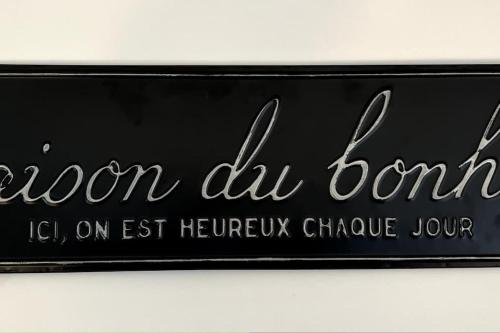 aison du bonh
ICI, ON EST HEUREUX CHAQUE JOUR